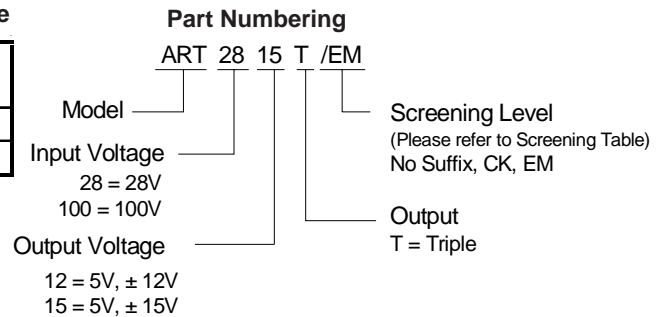 e
Part Numbering
ART 28 15 T /EM
Model
Input Voltage
28 = 28V
100 = 100V
Output Voltage
12 = 5V, ± 12V
15 = 5V, ± 15V
Screening Level
(Please refer to Screening Table)
No Suffix, CK, EM
Output
T = Triple